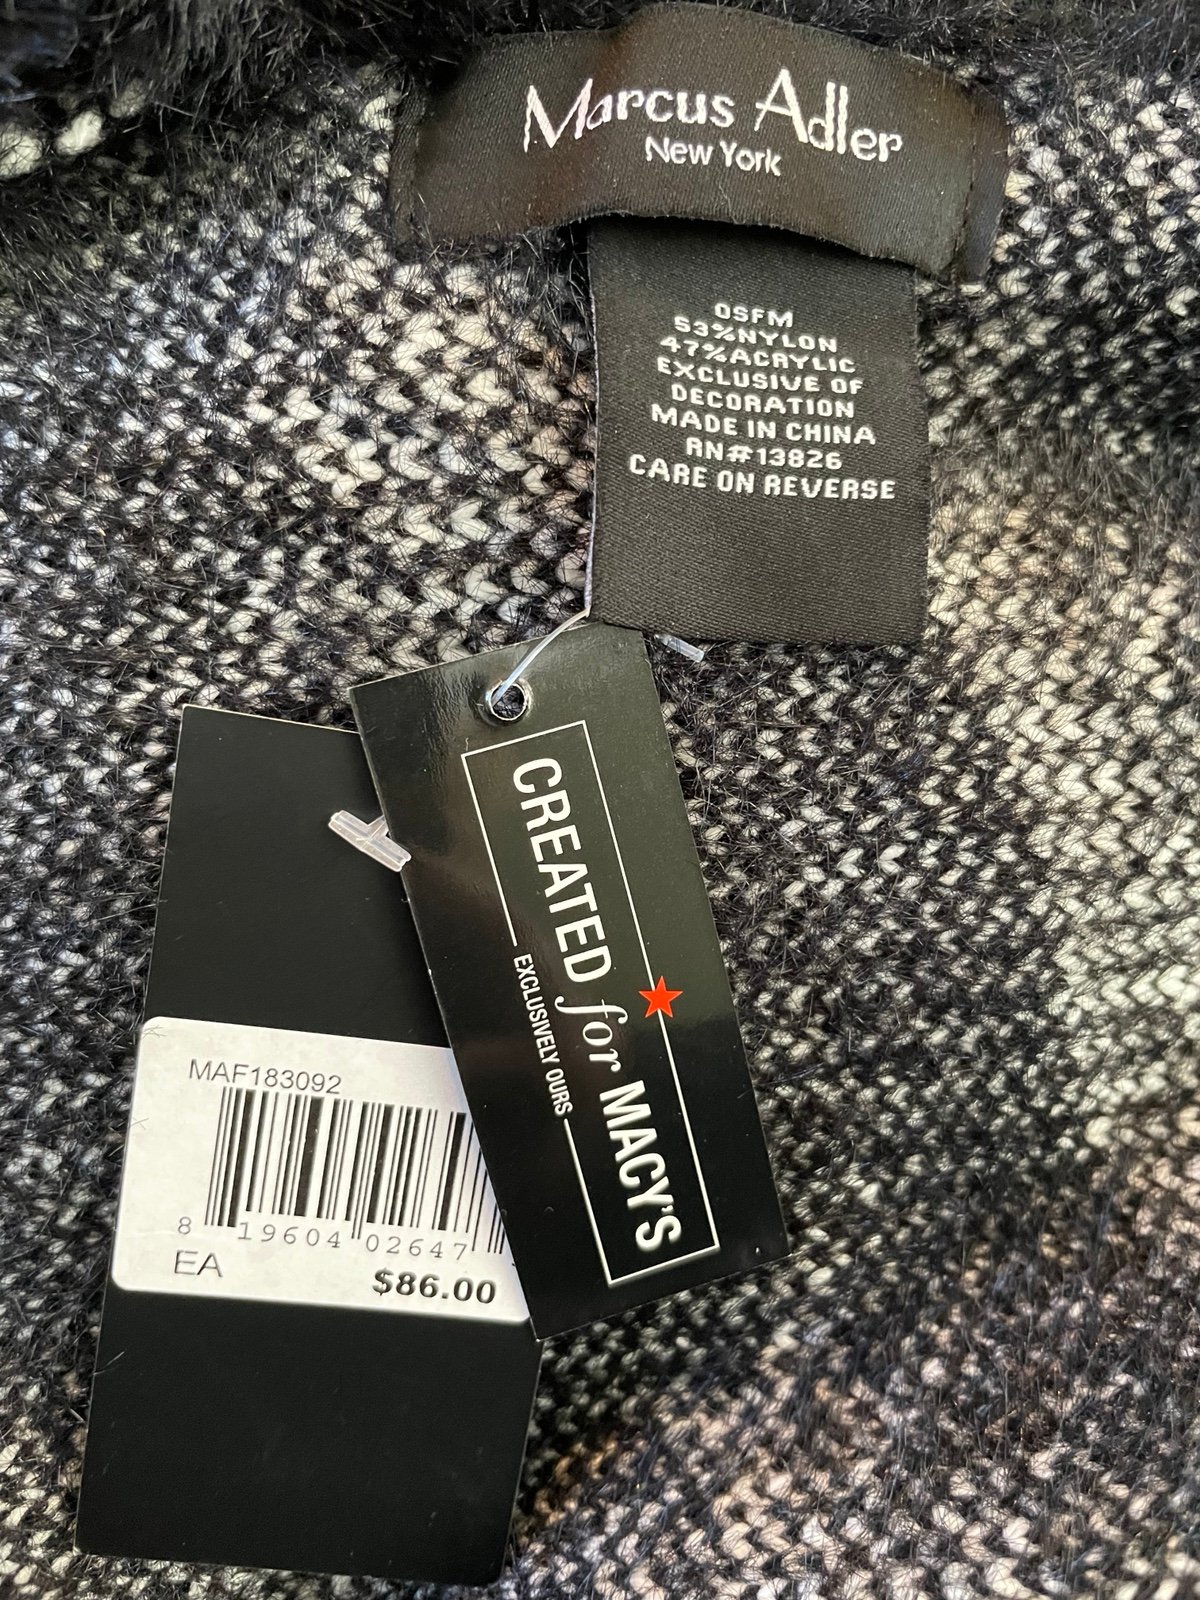 Marcus Adler
New York
OSFM
53%NYLON
47%ACRYLIC
EXCLUSIVE OF
DECORATION
MADE IN CHINA
RN#13826
CARE ON REVERSE
CREATED for MACY'S
EXCLUSIVELY OURS
MAF183092
8 19604 02647
EA
$86.00